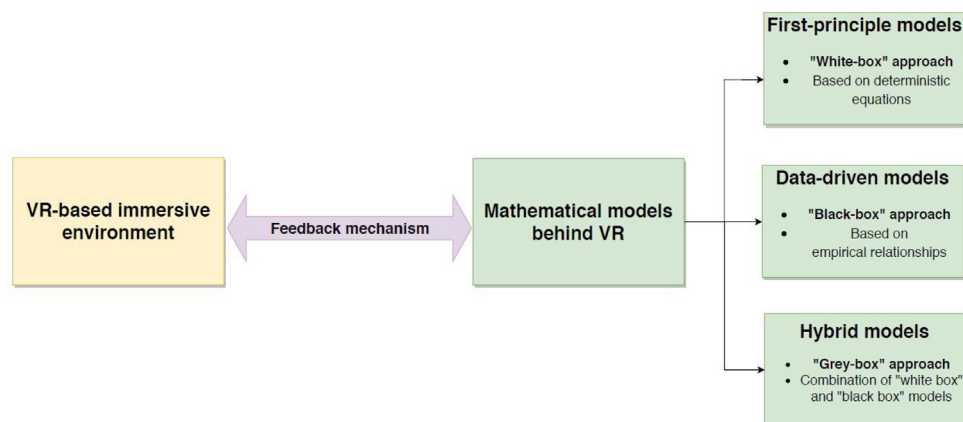 VR-based immersive
environment
Feedback mechanism
Mathematical models
behind VR
First-principle models
• "White-box" approach
• Based on deterministic
equations
Data-driven models
• "Black-box" approach
• Based on
empirical relationships
Hybrid models
• "Grey-box" approach
• Combination of "white box"
and "black box" models